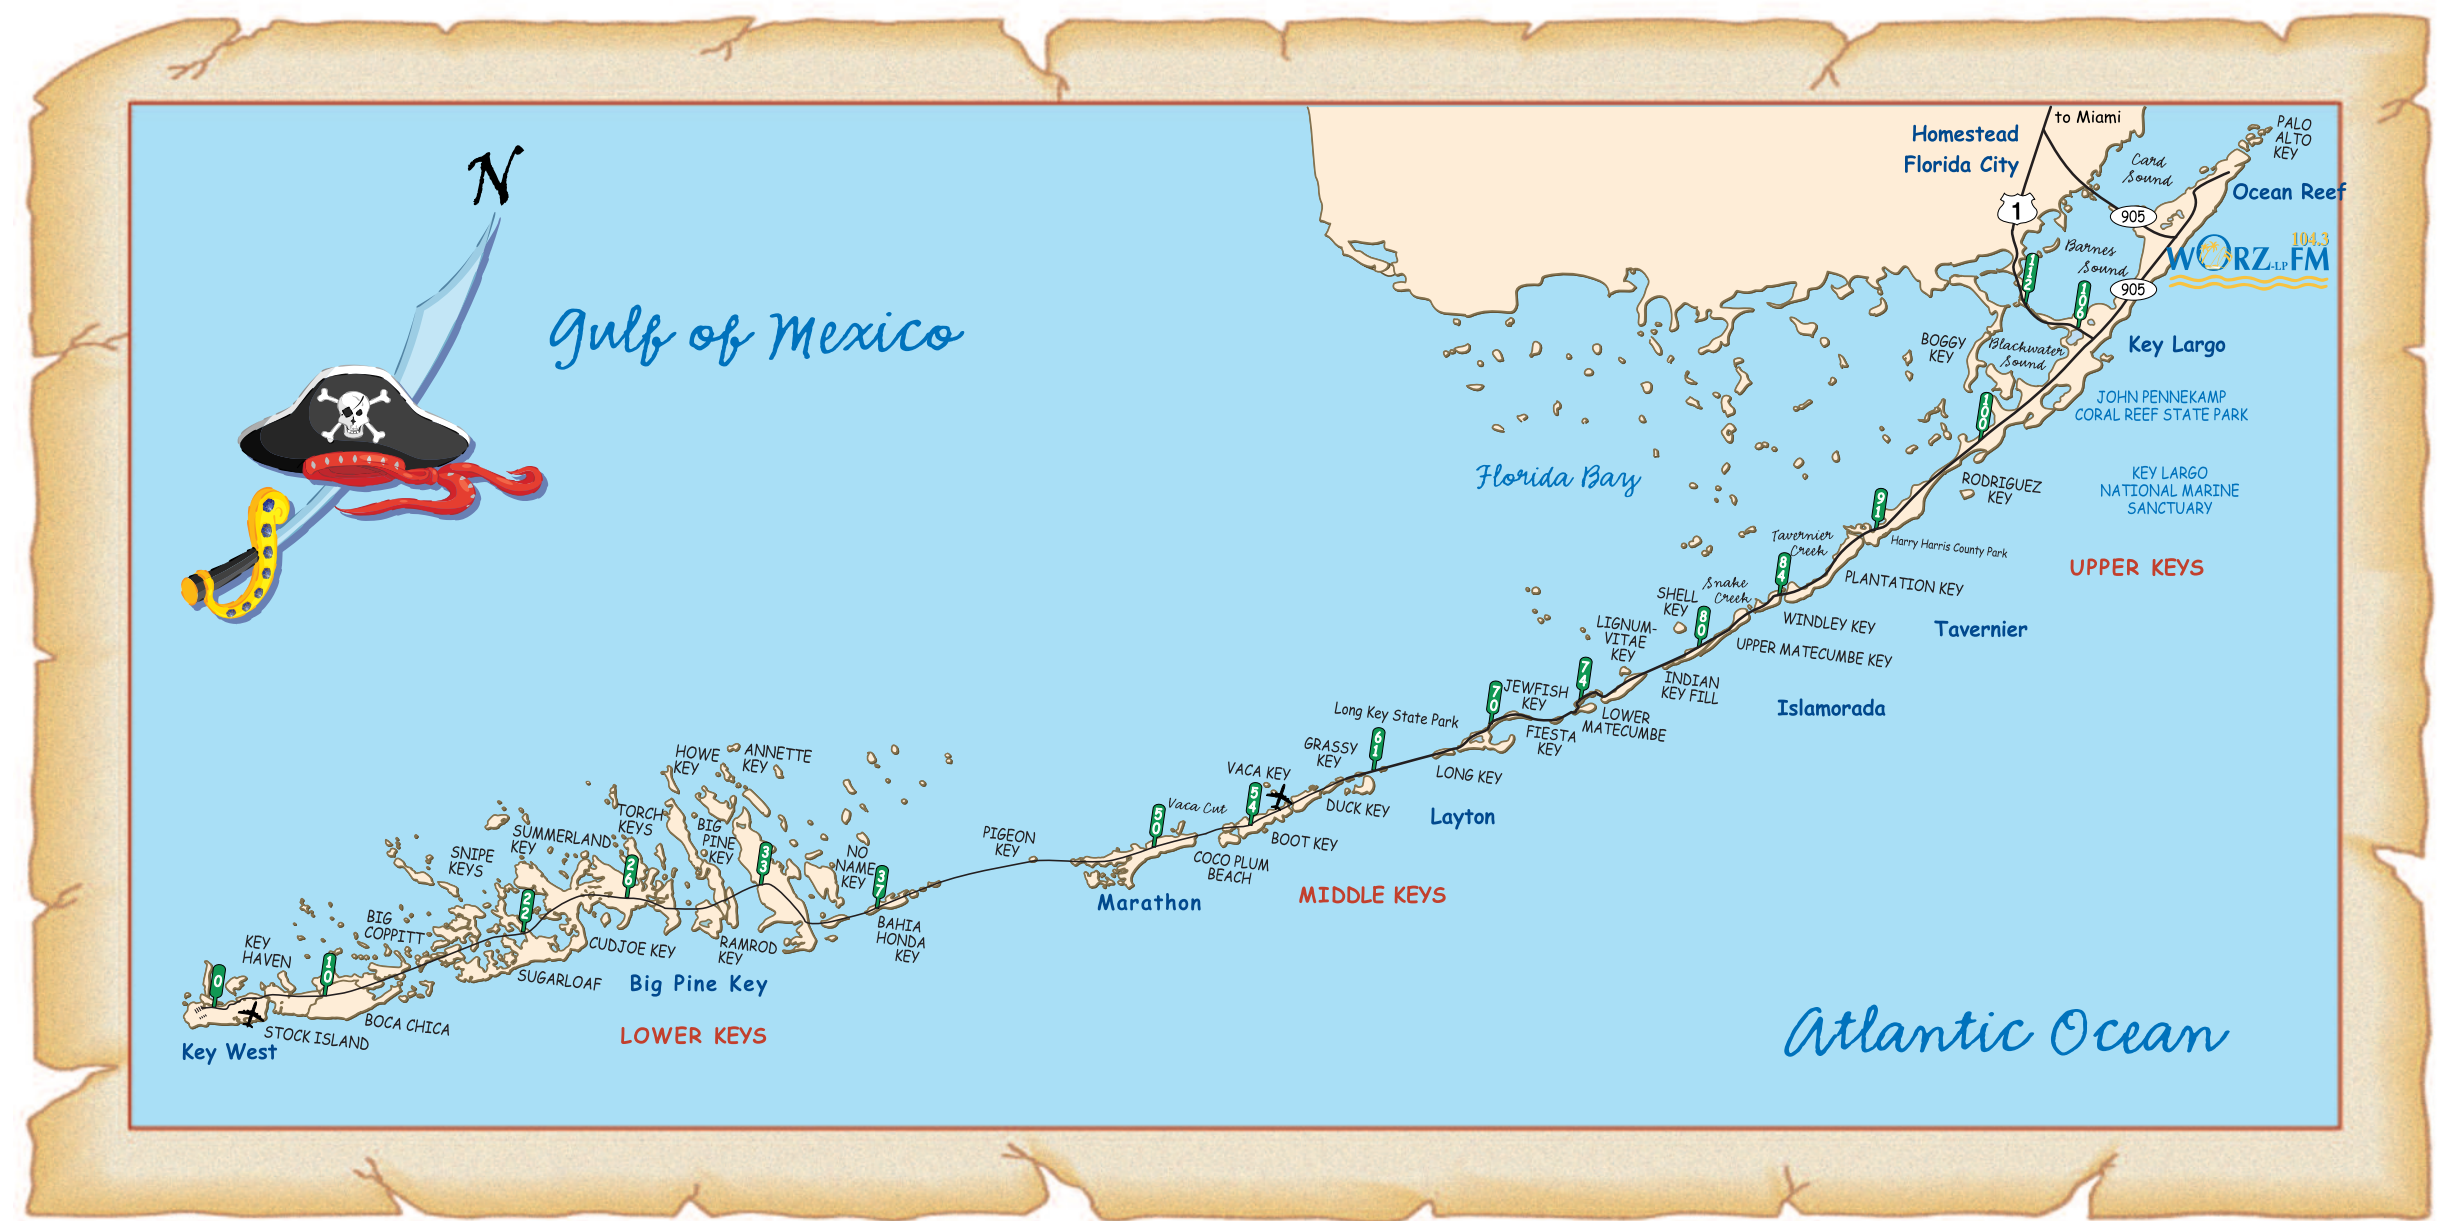 N
Gulf of Mexico
Homestead
Florida City
to Miami
1
Card
Sound
905
PALO
ALTO
KEY
Ocean Reef
104.3
WORZ-LP FM
Barnes
Sound
905
112
106
BOGGY
KEY
Blackwater
Sound
Key Largo
JOHN PENNEKAMP
CORAL REEF STATE PARK
100
KEY LARGO
NATIONAL MARINE
SANCTUARY
RODRIGUEZ
KEY
Florida Bay
91
Harry Harris County Park
UPPER KEYS
Tavernier
Creek
84
PLANTATION KEY
Snake
Creek
SHELL
KEY
80
WINDLEY KEY
Tavernier
LIGNUM-
VITAE
KEY
UPPER MATECUMBE KEY
INDIAN
KEY FILL
Islamorada
74
LOWER
MATECUMBE
JEWFISH
KEY
70
FIESTA
KEY
Long Key State Park
61
LONG KEY
GRASSY
KEY
DUCK KEY
Layton
VACA KEY
54
BOOT KEY
Vaca Cut
50
COCO PLUM
BEACH
MIDDLE KEYS
Marathon
PIGEON
KEY
HOWE
KEY
ANNETTE
KEY
TORCH
KEYS
BIG
PINE
KEY
33
NO
NAME
KEY
37
BAHIA
HONDA
KEY
SUMMERLAND
KEY
26
SNIPE
KEYS
22
CUDJOE KEY
RAMROD
KEY
SUGARLOAF
Big Pine Key
LOWER KEYS
BIG
COPPITT
KEY
HAVEN
10
0
BOCA CHICA
STOCK ISLAND
Key West
Atlantic Ocean